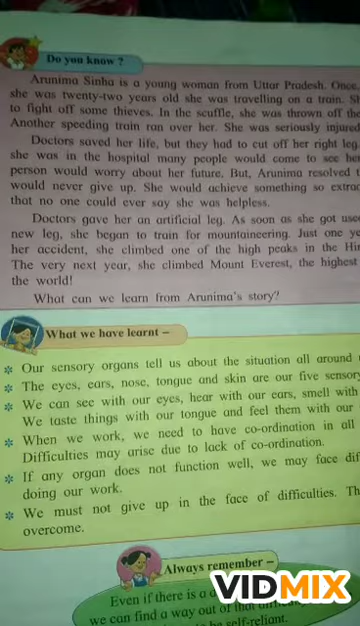 Do you know ?
Arunima Sinha is a young woman from Uttar Pradesh. Once,
she was twenty-two years old she was travelling on a train.
to fight off some thieves. In the scuffle, she was thrown off the
Another speeding train ran over her. She was seriously injured
Doctors saved her life, but they had to cut off her right leg.
she was in the hospital many people would come to see her
person would worry about her future. But, Arunima resolved
would never give up. She would achieve something so
that no one could ever say she was helpless.
Doctors gave her an artificial leg. As soon as she got
new leg, she began to train for mountaineering. Just one
her accident, she climbed one of the high peaks in the
The very next year, she climbed Mount Everest, the highest
the world!
What can we learn from Arunima's story?
What we have learnt –
* Our sensory organs tell us about the situation all around
* The eyes, ears, nose, tongue and skin are our five sensory
* We can see with our eyes, hear with our ears, smell with
We taste things with our tongue and feel them with our
* When we work, we need to have co-ordination in all
Difficulties may arise due to lack of co-ordination.
* If any organ does not function well, we may face
doing our work.
* We must not give up in the face of difficulties.
overcome.
Always remember –
Even if there is a
we can find a way out of that
self-reliant.
VIDMIX